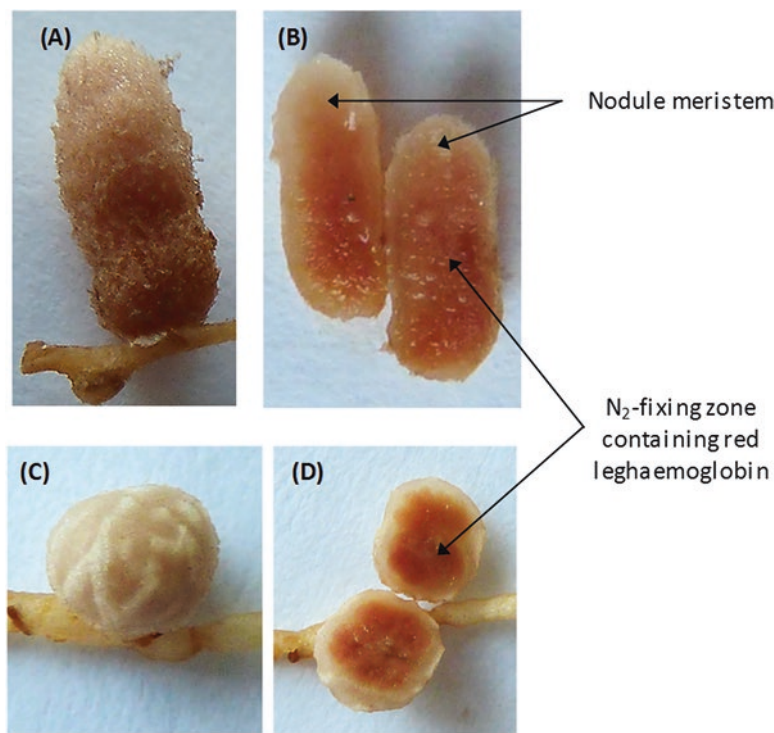 (A)
(B)
Nodule meristem
N₂-fixing zone
containing red
leghaemoglobin
(C)
(D)